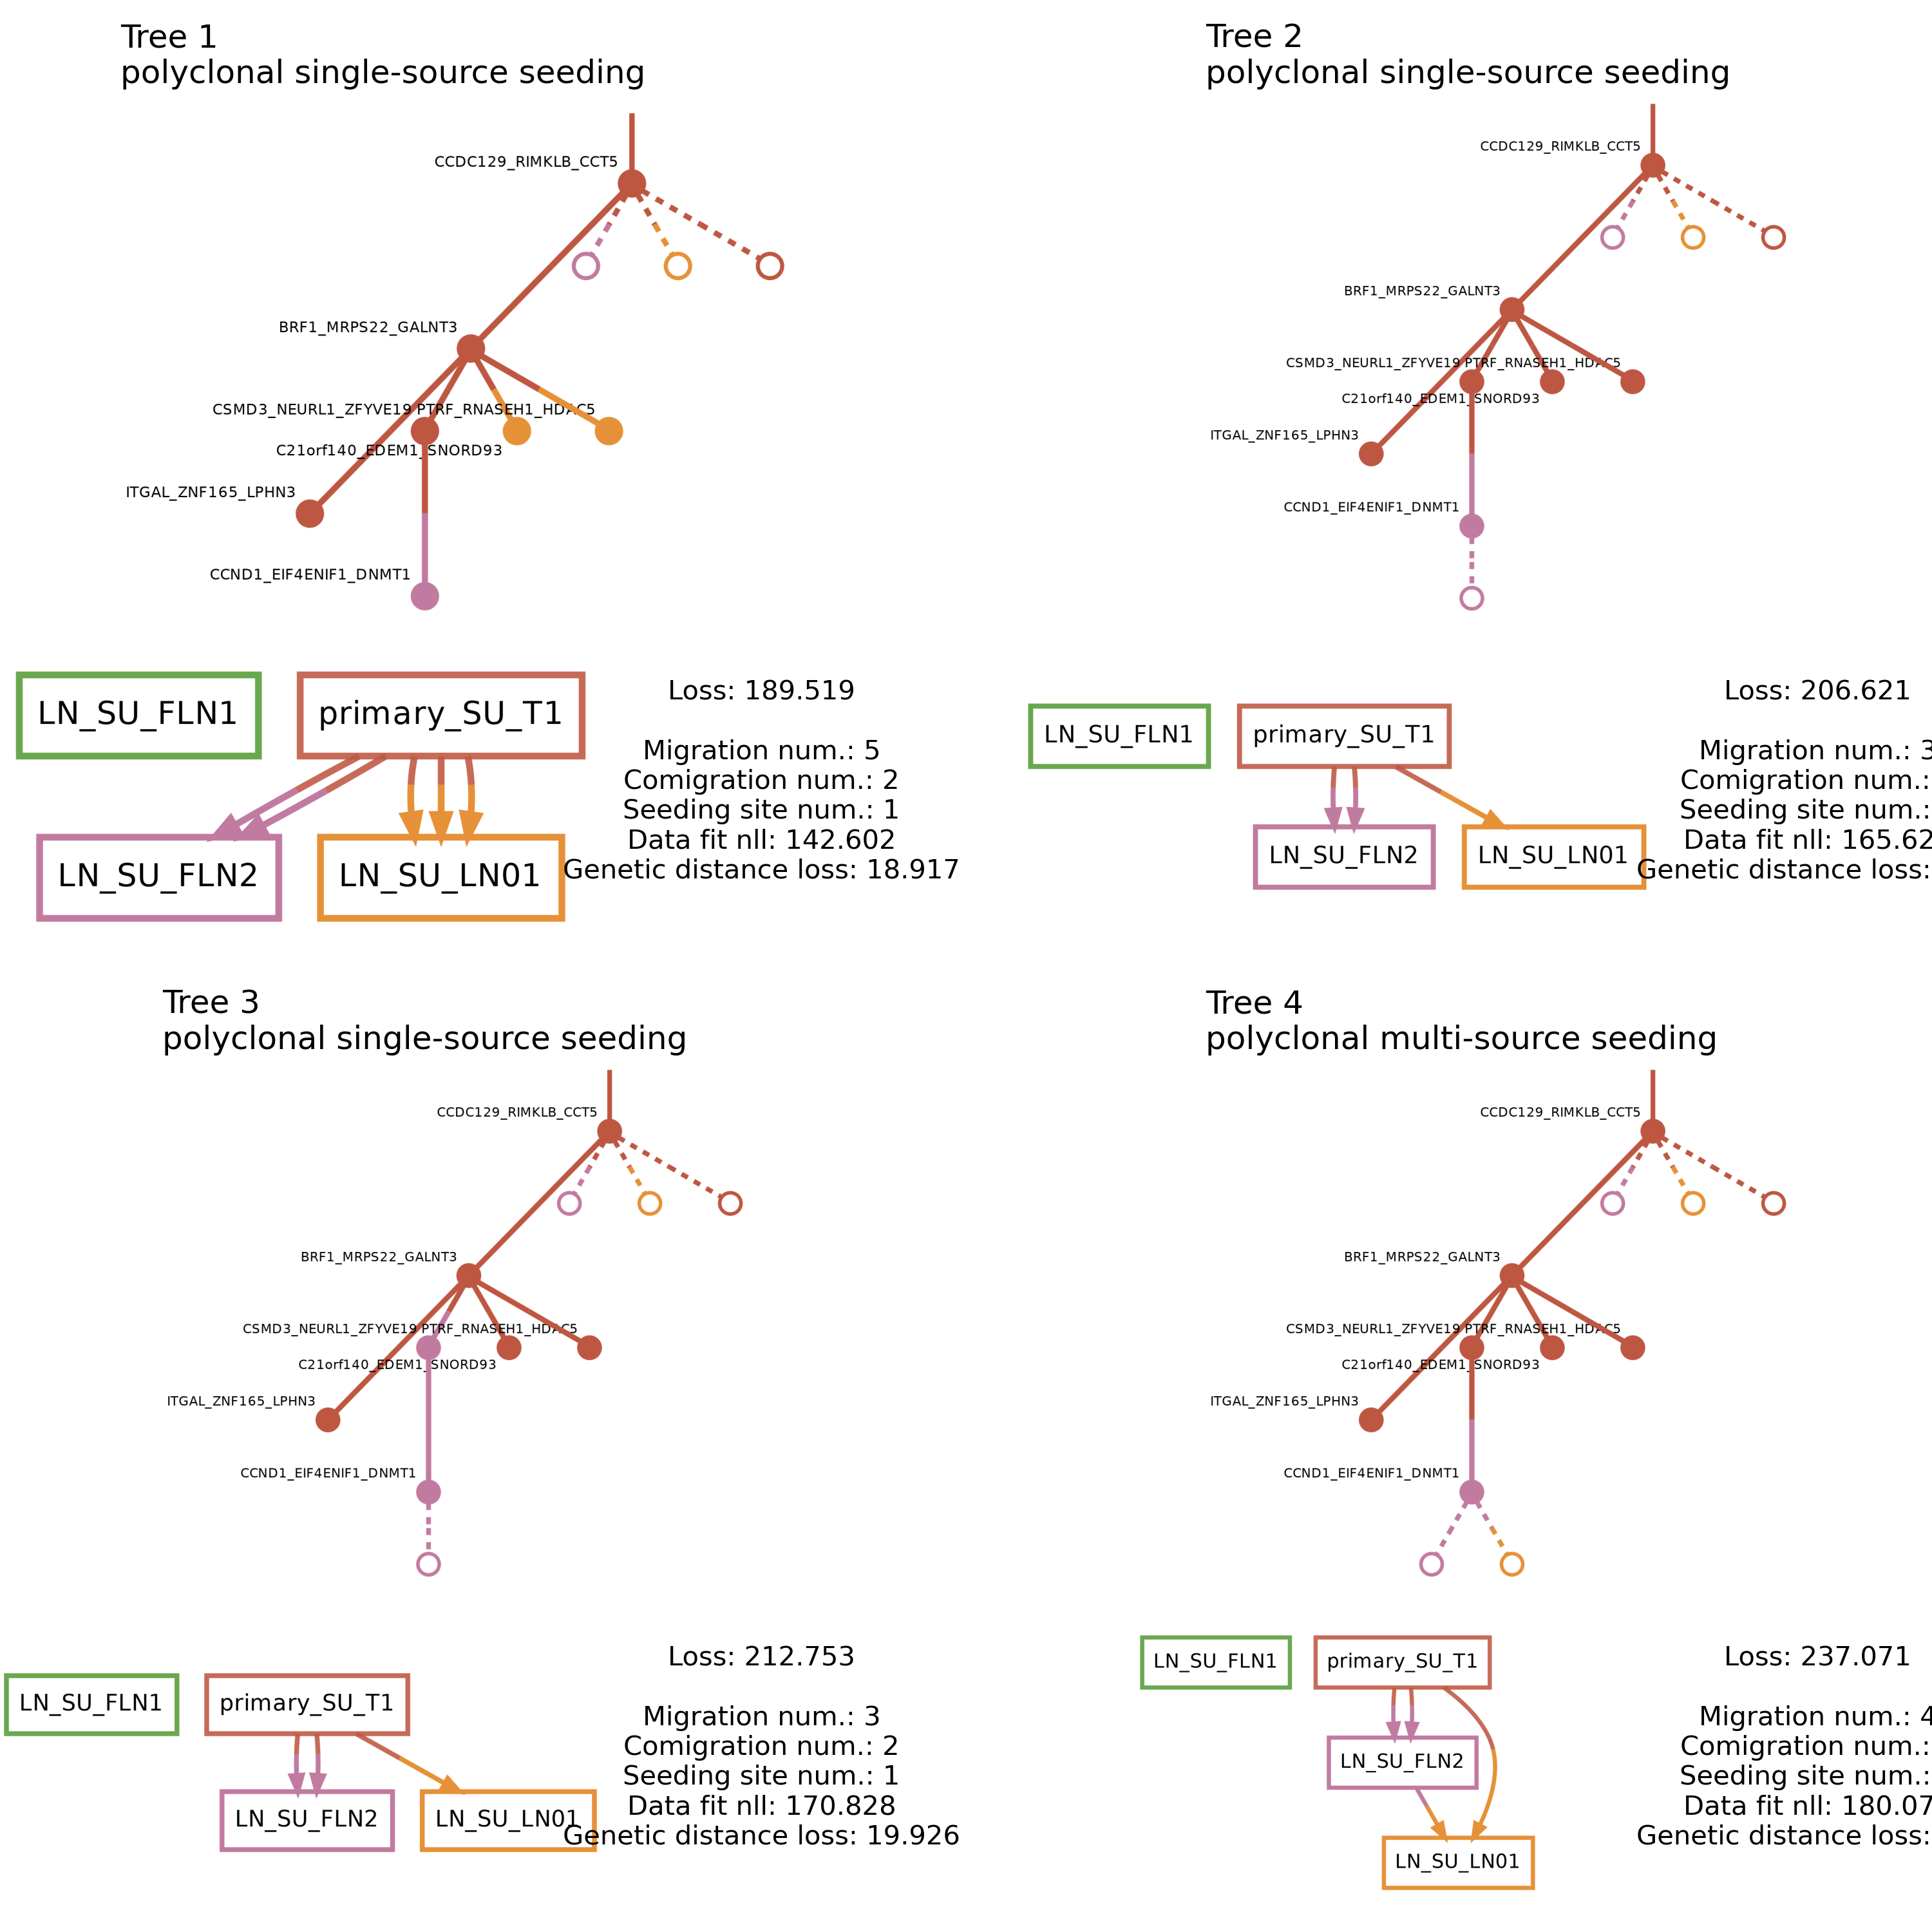 Tree 1
polyclonal single-source seeding
CCDC129_RIMKLB_CCT5
BRF1_MRPS22_GALNT3
CSMD3_NEURL1_ZFYVE19 PTRF_RNASEH1_HDAC5
C21orf140_EDEM1_SNORD93
ITGAL_ZNF165_LPHN3
CCND1_EIF4ENIF1_DNMT1
LN_SU_FLN1
primary_SU_T1
LN_SU_FLN2
LN_SU_LN01
Loss: 189.519
Migration num.: 5
Comigration num.: 2
Seeding site num.: 1
Data fit nll: 142.602
Genetic distance loss: 18.917
Tree 2
polyclonal single-source seeding
CCDC129_RIMKLB_CCT5
BRF1_MRPS22_GALNT3
CSMD3_NEURL1_ZFYVE19 PTRF_RNASEH1_HDAC5
C21orf140_EDEM1_SNORD93
ITGAL_ZNF165_LPHN3
CCND1_EIF4ENIF1_DNMT1
LN_SU_FLN1
primary_SU_T1
LN_SU_FLN2
LN_SU_LN01
Loss: 206.621
Migration num.: 3
Comigration num.:
Seeding site num.:
Data fit nll: 165.62
Genetic distance loss:
Tree 3
polyclonal single-source seeding
CCDC129_RIMKLB_CCT5
BRF1_MRPS22_GALNT3
CSMD3_NEURL1_ZFYVE19 PTRF_RNASEH1_HDAC5
C21orf140_EDEM1_SNORD93
ITGAL_ZNF165_LPHN3
CCND1_EIF4ENIF1_DNMT1
LN_SU_FLN1
primary_SU_T1
LN_SU_FLN2
LN_SU_LN01
Loss: 212.753
Migration num.: 3
Comigration num.: 2
Seeding site num.: 1
Data fit nll: 170.828
Genetic distance loss: 19.926
Tree 4
polyclonal multi-source seeding
CCDC129_RIMKLB_CCT5
BRF1_MRPS22_GALNT3
CSMD3_NEURL1_ZFYVE19 PTRF_RNASEH1_HDAC5
C21orf140_EDEM1_SNORD93
ITGAL_ZNF165_LPHN3
CCND1_EIF4ENIF1_DNMT1
LN_SU_FLN1
primary_SU_T1
LN_SU_FLN2
LN_SU_LN01
Loss: 237.071
Migration num.: 4
Comigration num.:
Seeding site num.:
Data fit nll: 180.07
Genetic distance loss: